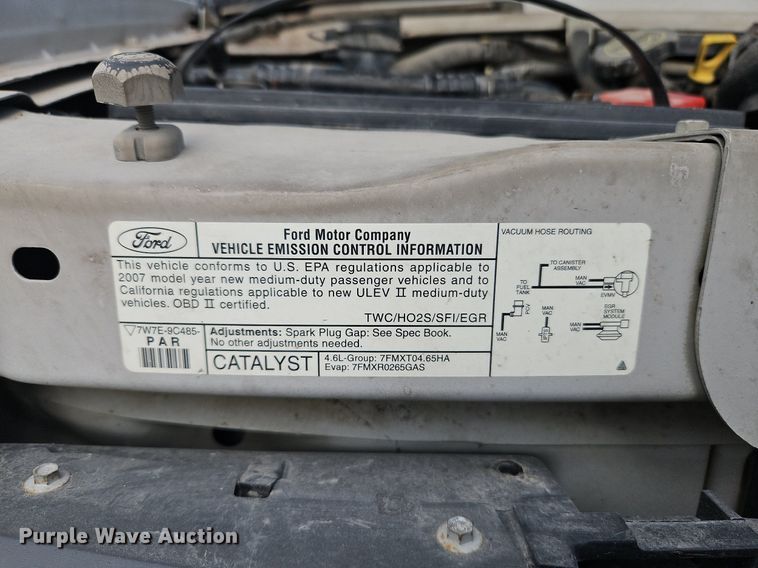 Ford
Ford Motor Company
VEHICLE EMISSION CONTROL INFORMATION
This vehicle conforms to U.S. EPA regulations applicable to
2007 model year new medium-duty passenger vehicles and to
California regulations applicable to new ULEV II medium-duty
vehicles. OBD II certified.
TWC/HO2S/SFI/EGR
7W7E-9C485-
PAR
Adjustments: Spark Plug Gap: See Spec Book.
No other adjustments needed.
CATALYST
4.6L-Group: 7FMXT04.65HA
Evap: 7FMXR0265GAS
VACUUM HOSE ROUTING
TO CANISTER
ASSEMBLY
MAN
VAC
TO
FUEL
TANK
EVMV
PCV
MAN
VAC
MAN
VAC
MAN
VAC
EGR
SYSTEM
MODULE
Purple Wave Auction